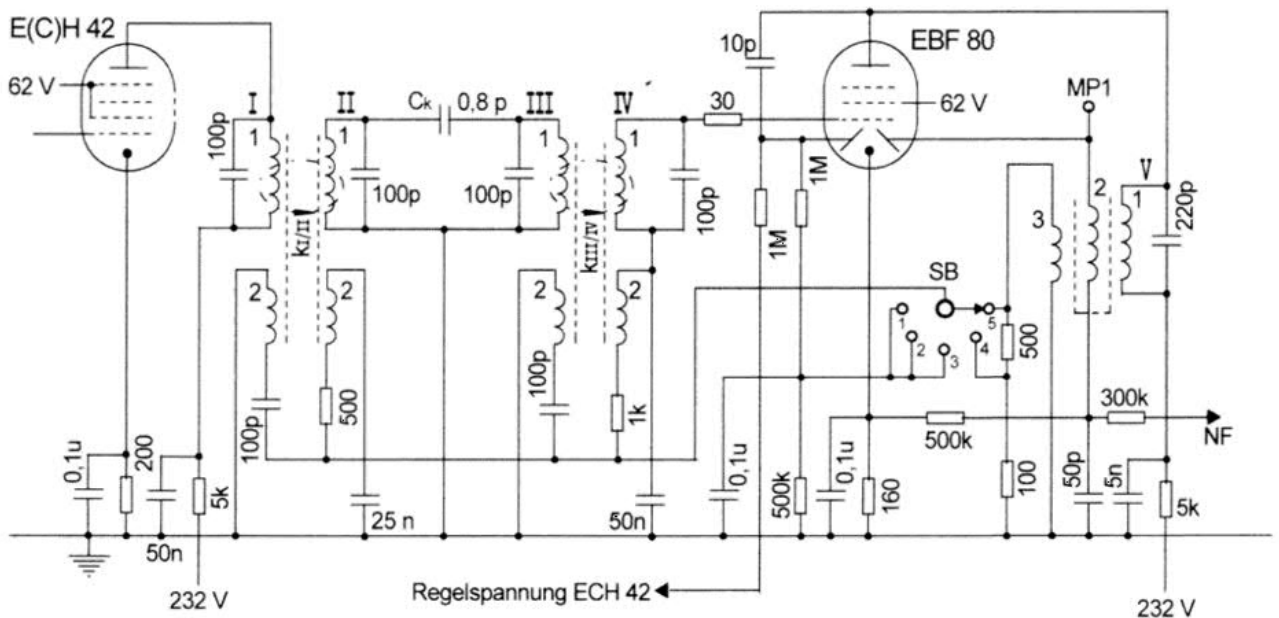 E(C)H 42
62 V
I
1
100p
kI/II
II
1
100p
Ck
0,8 p
III
1
100p
kIII/IV
IV
1
100p
30
10p
EBF 80
62 V
MP1
1M
1M
V
3
2
1
220p
2
2
2
2
100p
500
100p
1k
SB
1
2
3
4
5
500
300k
NF
500k
0,1u
200
50n
5k
25 n
50n
0,1u
500k
0,1u
160
100
50p
5n
5k
232 V
Regelspannung ECH 42
232 V